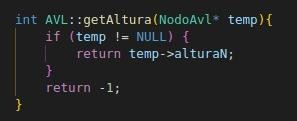 int AVL::getAltura(NodoAvl* temp){
    if (temp != NULL) {
        return temp->alturaN;
    }
    return -1;
}